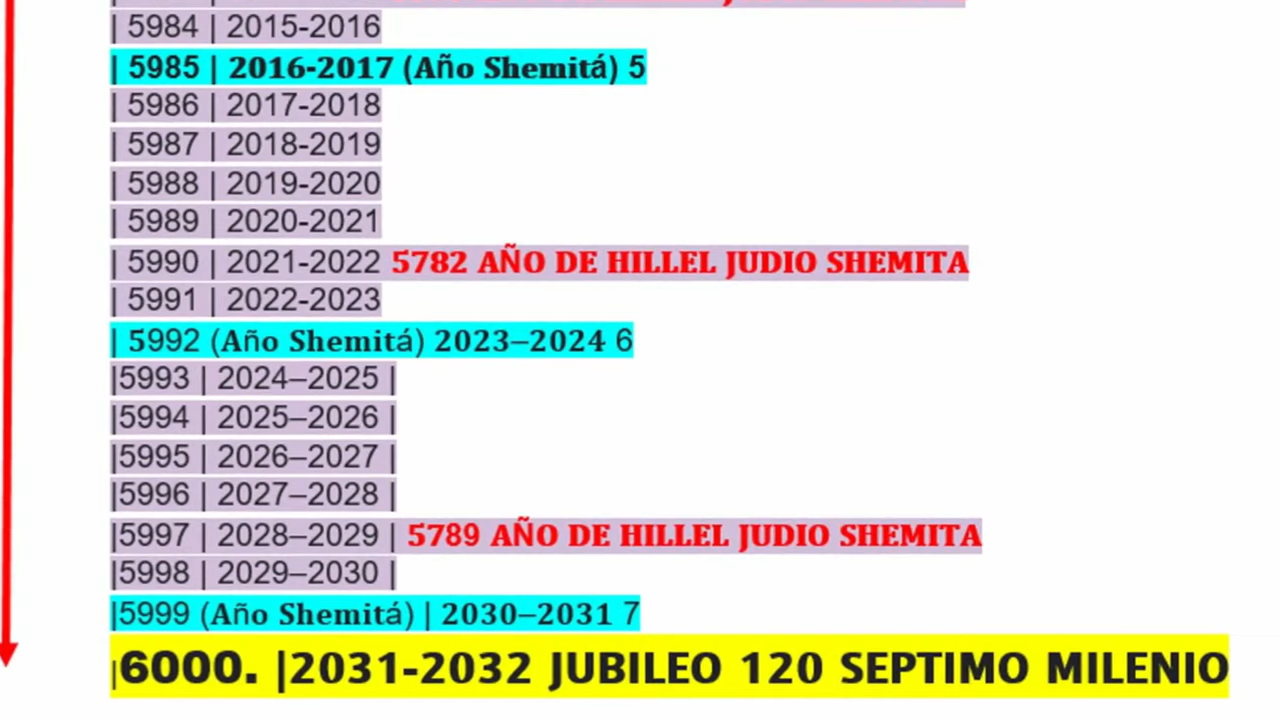 | 5984 | 2015-2016
| 5985 | 2016-2017 (Año Shemitá) 5
| 5986 | 2017-2018
| 5987 | 2018-2019
| 5988 | 2019-2020
| 5989 | 2020-2021
| 5990 | 2021-2022 5782 AÑO DE HILLEL JUDIO SHEMITA
| 5991 | 2022-2023
| 5992 (Año Shemitá) 2023–2024 6
|5993 | 2024–2025 |
|5994 | 2025–2026 |
|5995 | 2026–2027 |
|5996 | 2027–2028 |
|5997 | 2028–2029 | 5789 AÑO DE HILLEL JUDIO SHEMITA
|5998 | 2029–2030 |
|5999 (Año Shemitá) | 2030–2031 7
|6000. |2031-2032 JUBILEO 120 SEPTIMO MILENIO